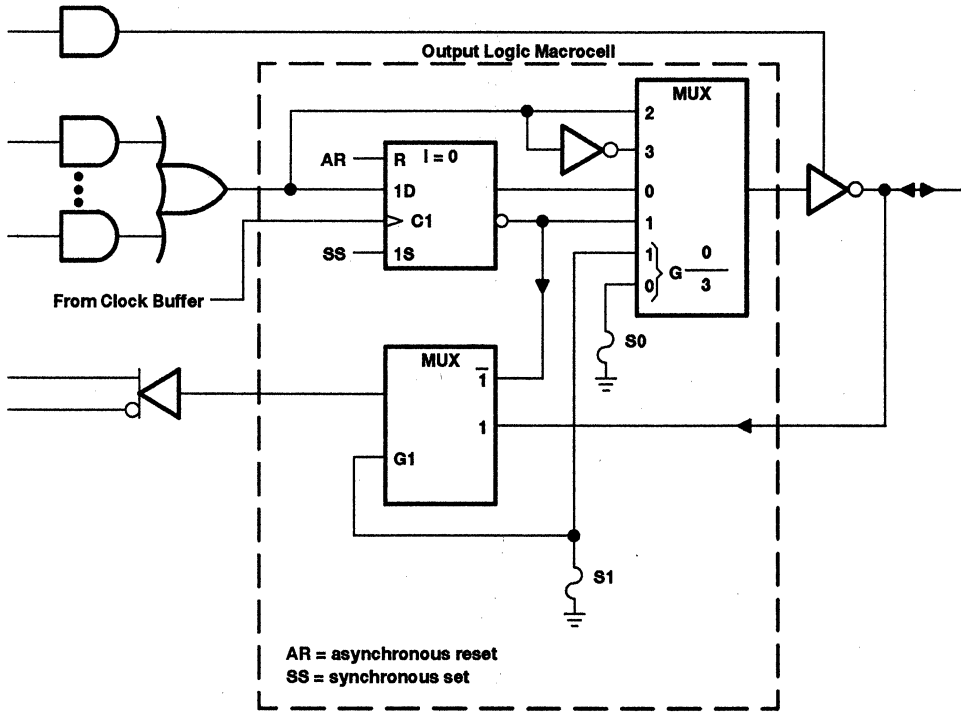 Output Logic Macrocell
MUX
2
3
AR
R
I = 0
1D
0
C1
1
SS
1S
1
0
G
0
3
From Clock Buffer
S0
MUX
1
1
G1
S1
AR = asynchronous reset
SS = synchronous set